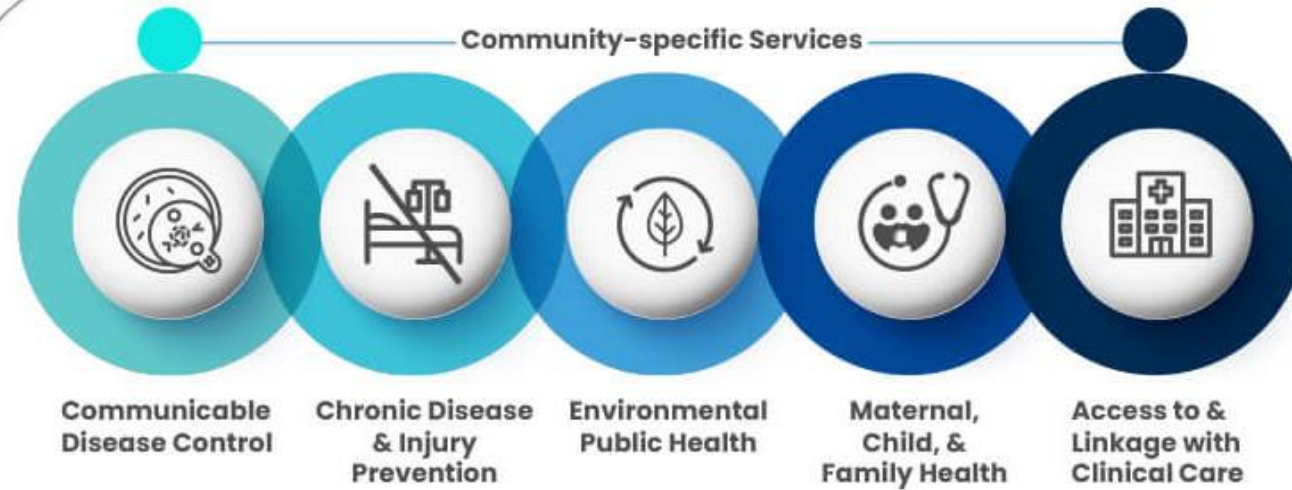 Community-specific Services
Communicable
Disease Control
Chronic Disease
& Injury
Prevention
Environmental
Public Health
Maternal,
Child, &
Family Health
Access to &
Linkage with
Clinical Care